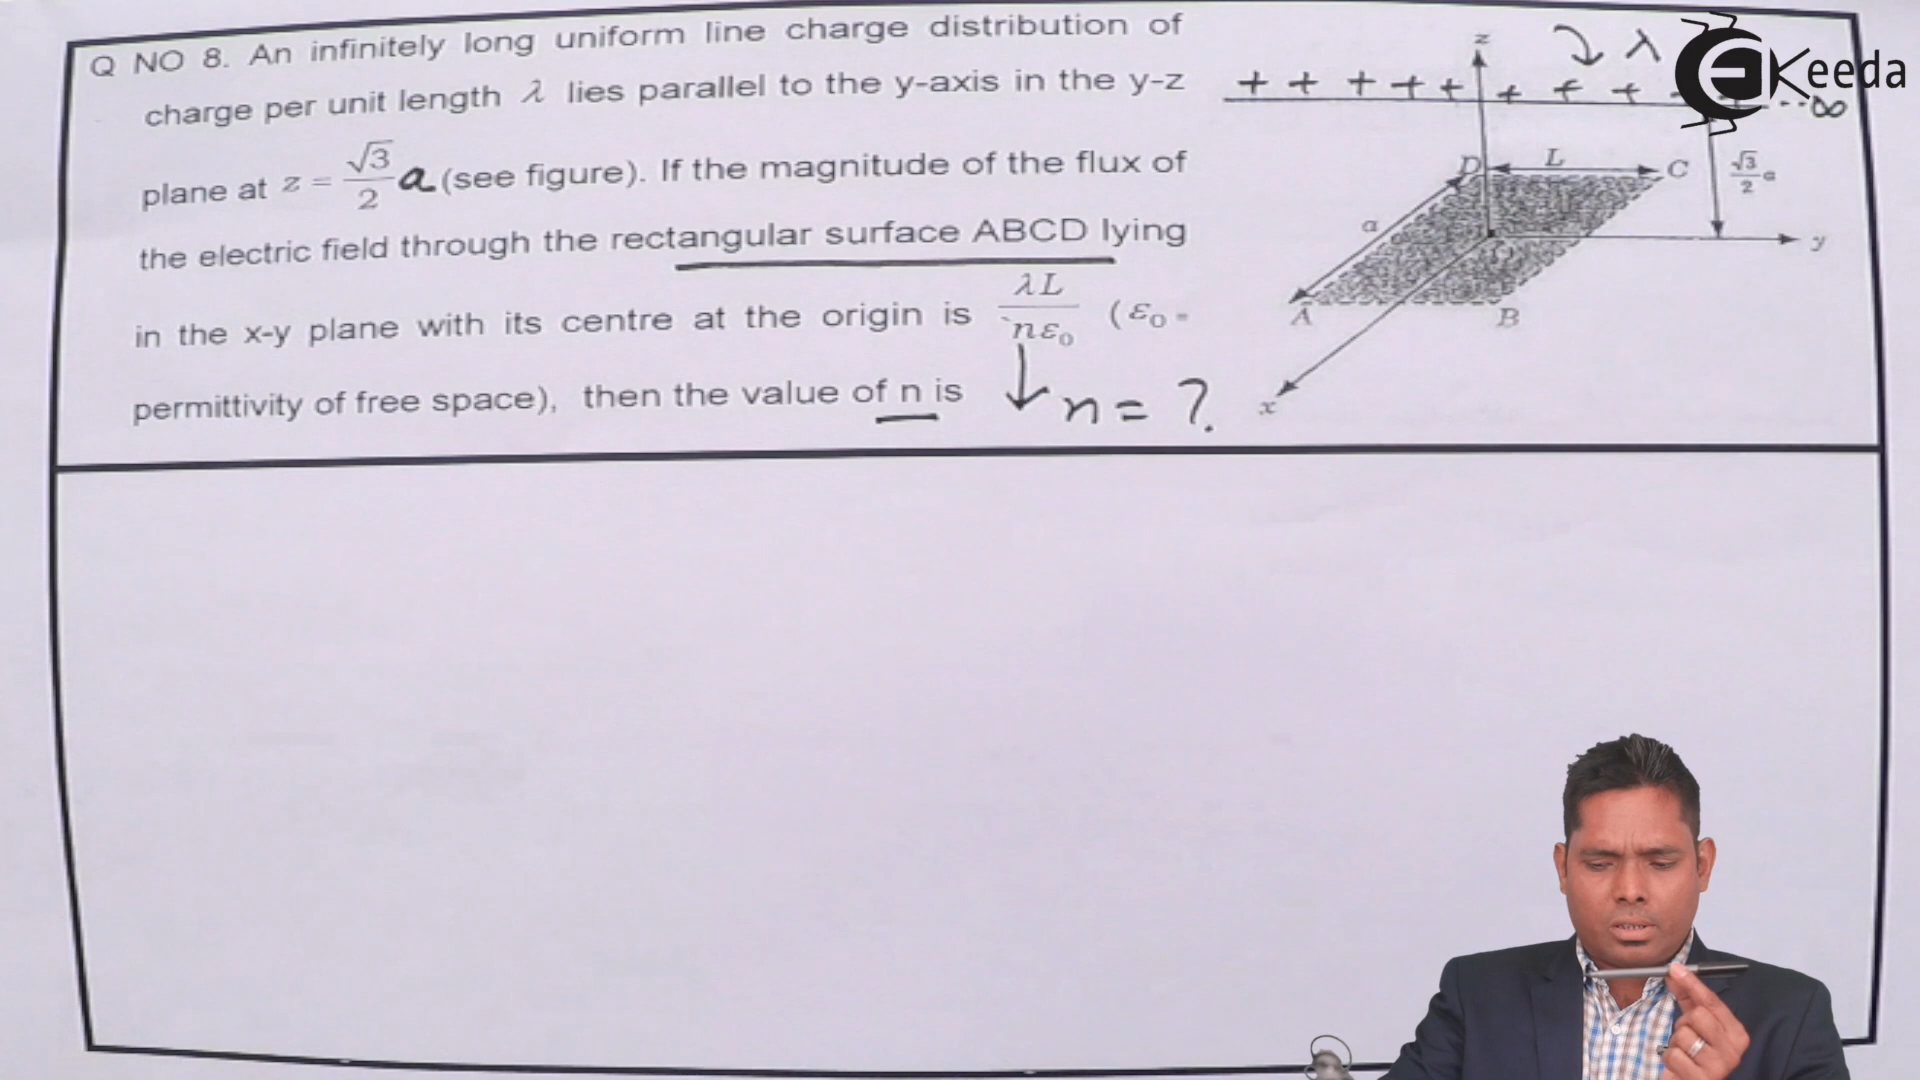 Q NO 8. An infinitely long uniform line charge distribution of
charge per unit length λ lies parallel to the y-axis in the y-z
plane at z = √3/2 a (see figure). If the magnitude of the flux of
the electric field through the rectangular surface ABCD lying
in the x-y plane with its centre at the origin is λL/nε₀ (ε₀ =
permittivity of free space), then the value of n is
n = ?
z
λ
+ + + + + + + + ...∞
Keeda
D L C
√3/2 a
a
O
y
A B
x